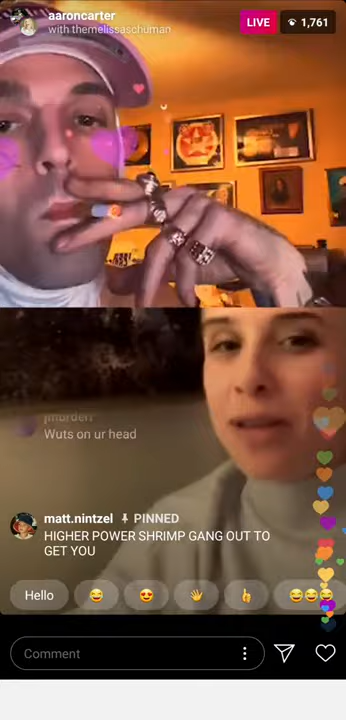 aaroncarter
with themelissaschuman
LIVE
1,761
jmurderr
Wuts on ur head
matt.nintzel PINNED
HIGHER POWER SHRIMP GANG OUT TO
GET YOU
Hello
Comment